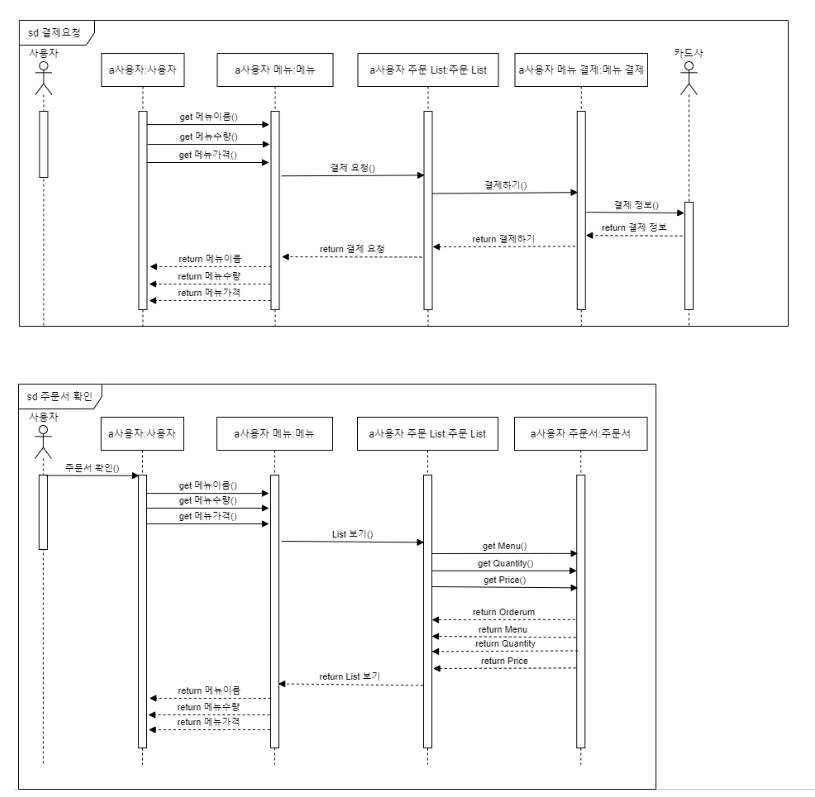 sd 결제요청
사용자
a사용자:사용자
a사용자 메뉴:메뉴
a사용자 주문 List:주문 List
a사용자 메뉴 결제:메뉴 결제
카드사
get 메뉴이름()
get 메뉴수량()
get 메뉴가격()
결제 요청()
결제하기()
결제 정보()
return 결제 정보
return 결제하기
return 결제 요청
return 메뉴이름
return 메뉴수량
return 메뉴가격
sd 주문서 확인
사용자
a사용자:사용자
a사용자 메뉴:메뉴
a사용자 주문 List:주문 List
a사용자 주문서:주문서
주문서 확인()
get 메뉴이름()
get 메뉴수량()
get 메뉴가격()
List 보기()
get Menu()
get Quantity()
get Price()
return Orderum
return Menu
return Quantity
return Price
return List 보기
return 메뉴이름
return 메뉴수량
return 메뉴가격